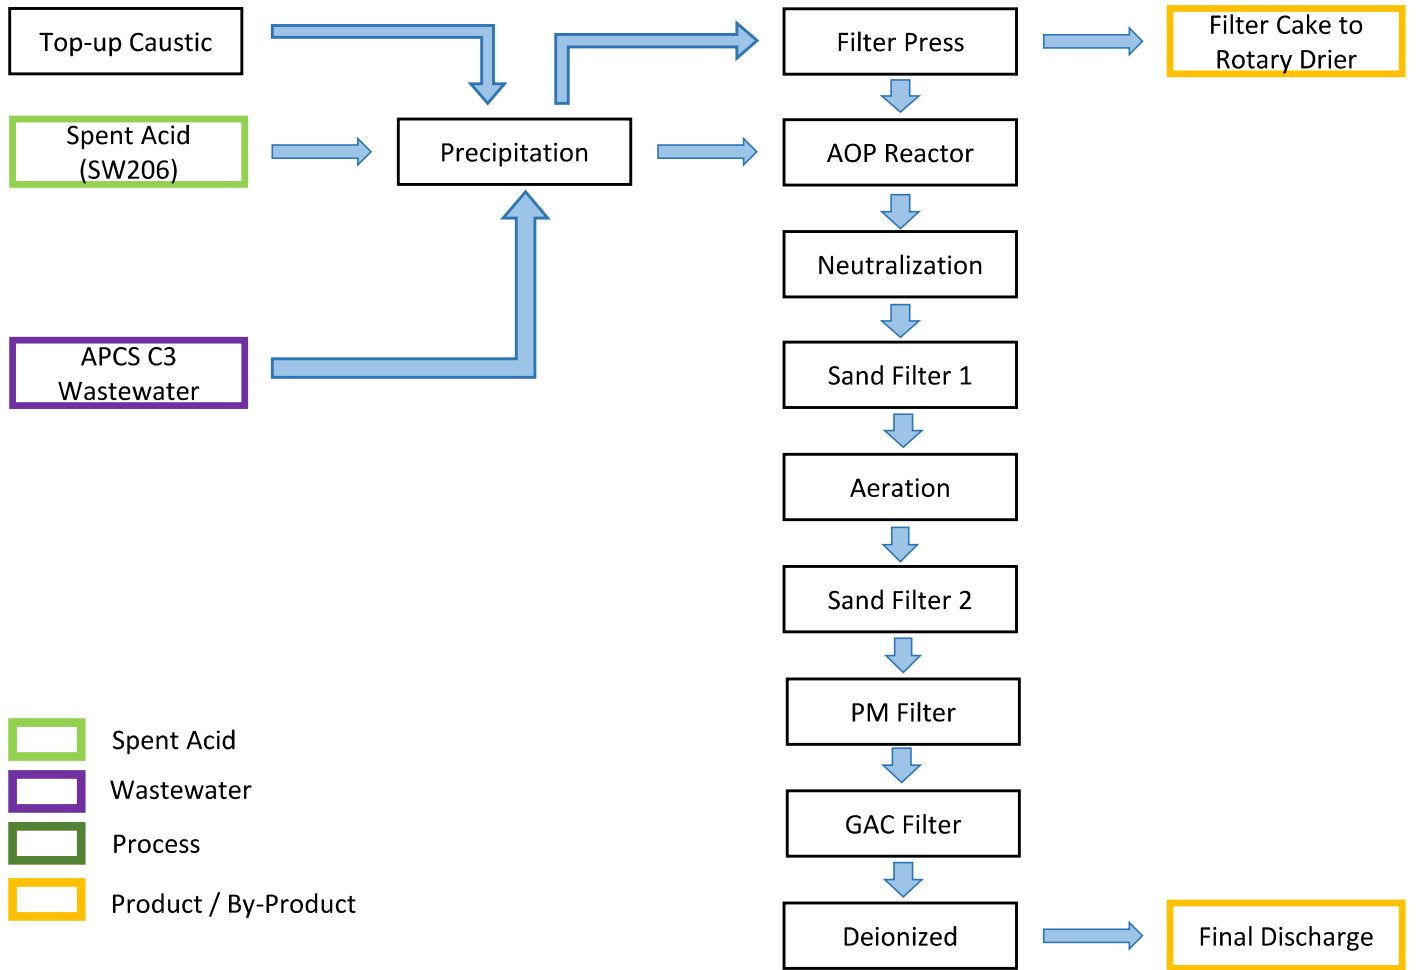 Top-up Caustic
Filter Press
Filter Cake to
Rotary Drier
Spent Acid
(SW206)
Precipitation
AOP Reactor
Neutralization
APCS C3
Wastewater
Sand Filter 1
Aeration
Sand Filter 2
PM Filter
GAC Filter
Deionized
Final Discharge
Spent Acid
Wastewater
Process
Product / By-Product